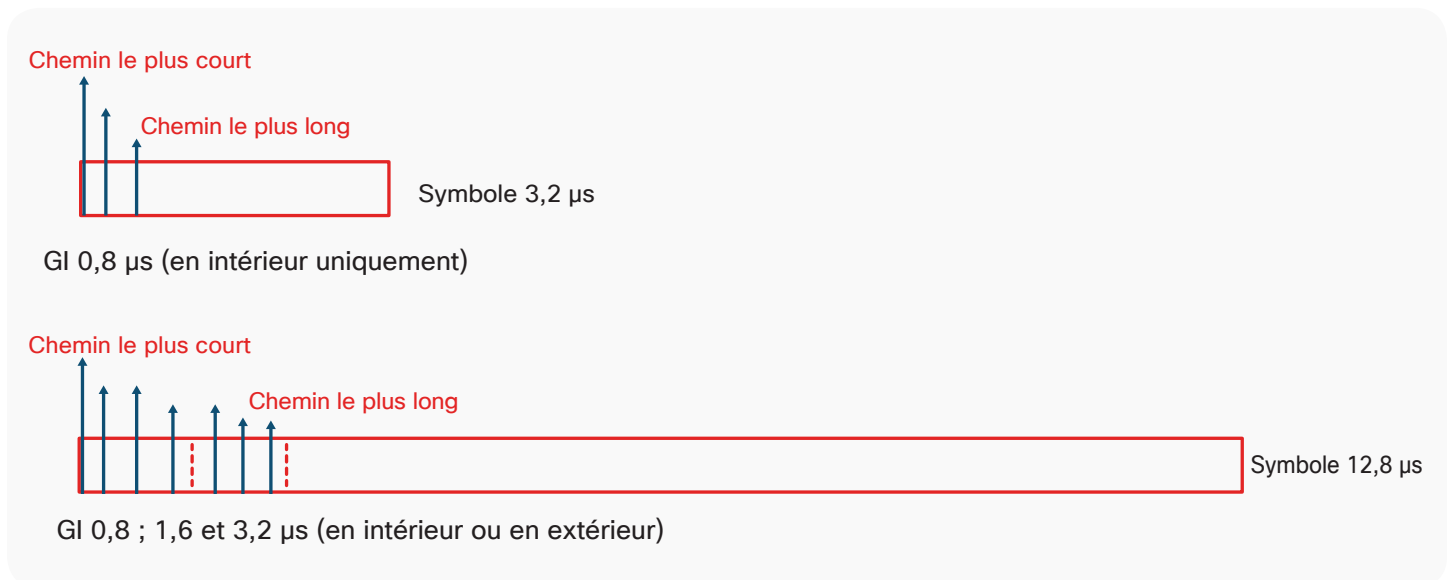 Chemin le plus court
Chemin le plus long
Symbole 3,2 µs
GI 0,8 µs (en intérieur uniquement)
Chemin le plus court
Chemin le plus long
Symbole 12,8 µs
GI 0,8 ; 1,6 et 3,2 µs (en intérieur ou en extérieur)